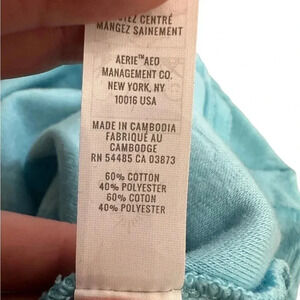 CENTRÉ
MANGEZ SAINEMENT
AERIE™AEO
MANAGEMENT CO.
NEW YORK, NY
10016 USA
MADE IN CAMBODIA
FABRIQUÉ AU
CAMBODGE
RN 54485 CA 03873
60% COTTON
40% POLYESTER
60% COTON
40% POLYESTER